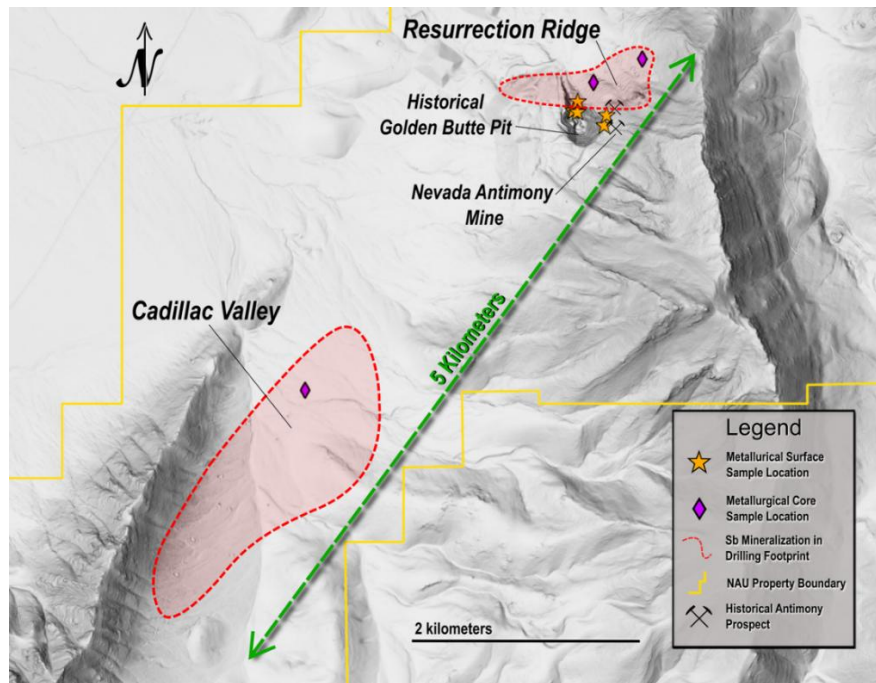 N
Resurrection Ridge
Historical
Golden Butte Pit
Nevada Antimony
Mine
Cadillac Valley
5 Kilometers
2 kilometers
Legend
Metallurical Surface
Sample Location
Metallurgical Core
Sample Location
Sb Mineralization in
Drilling Footprint
NAU Property Boundary
Historical Antimony
Prospect